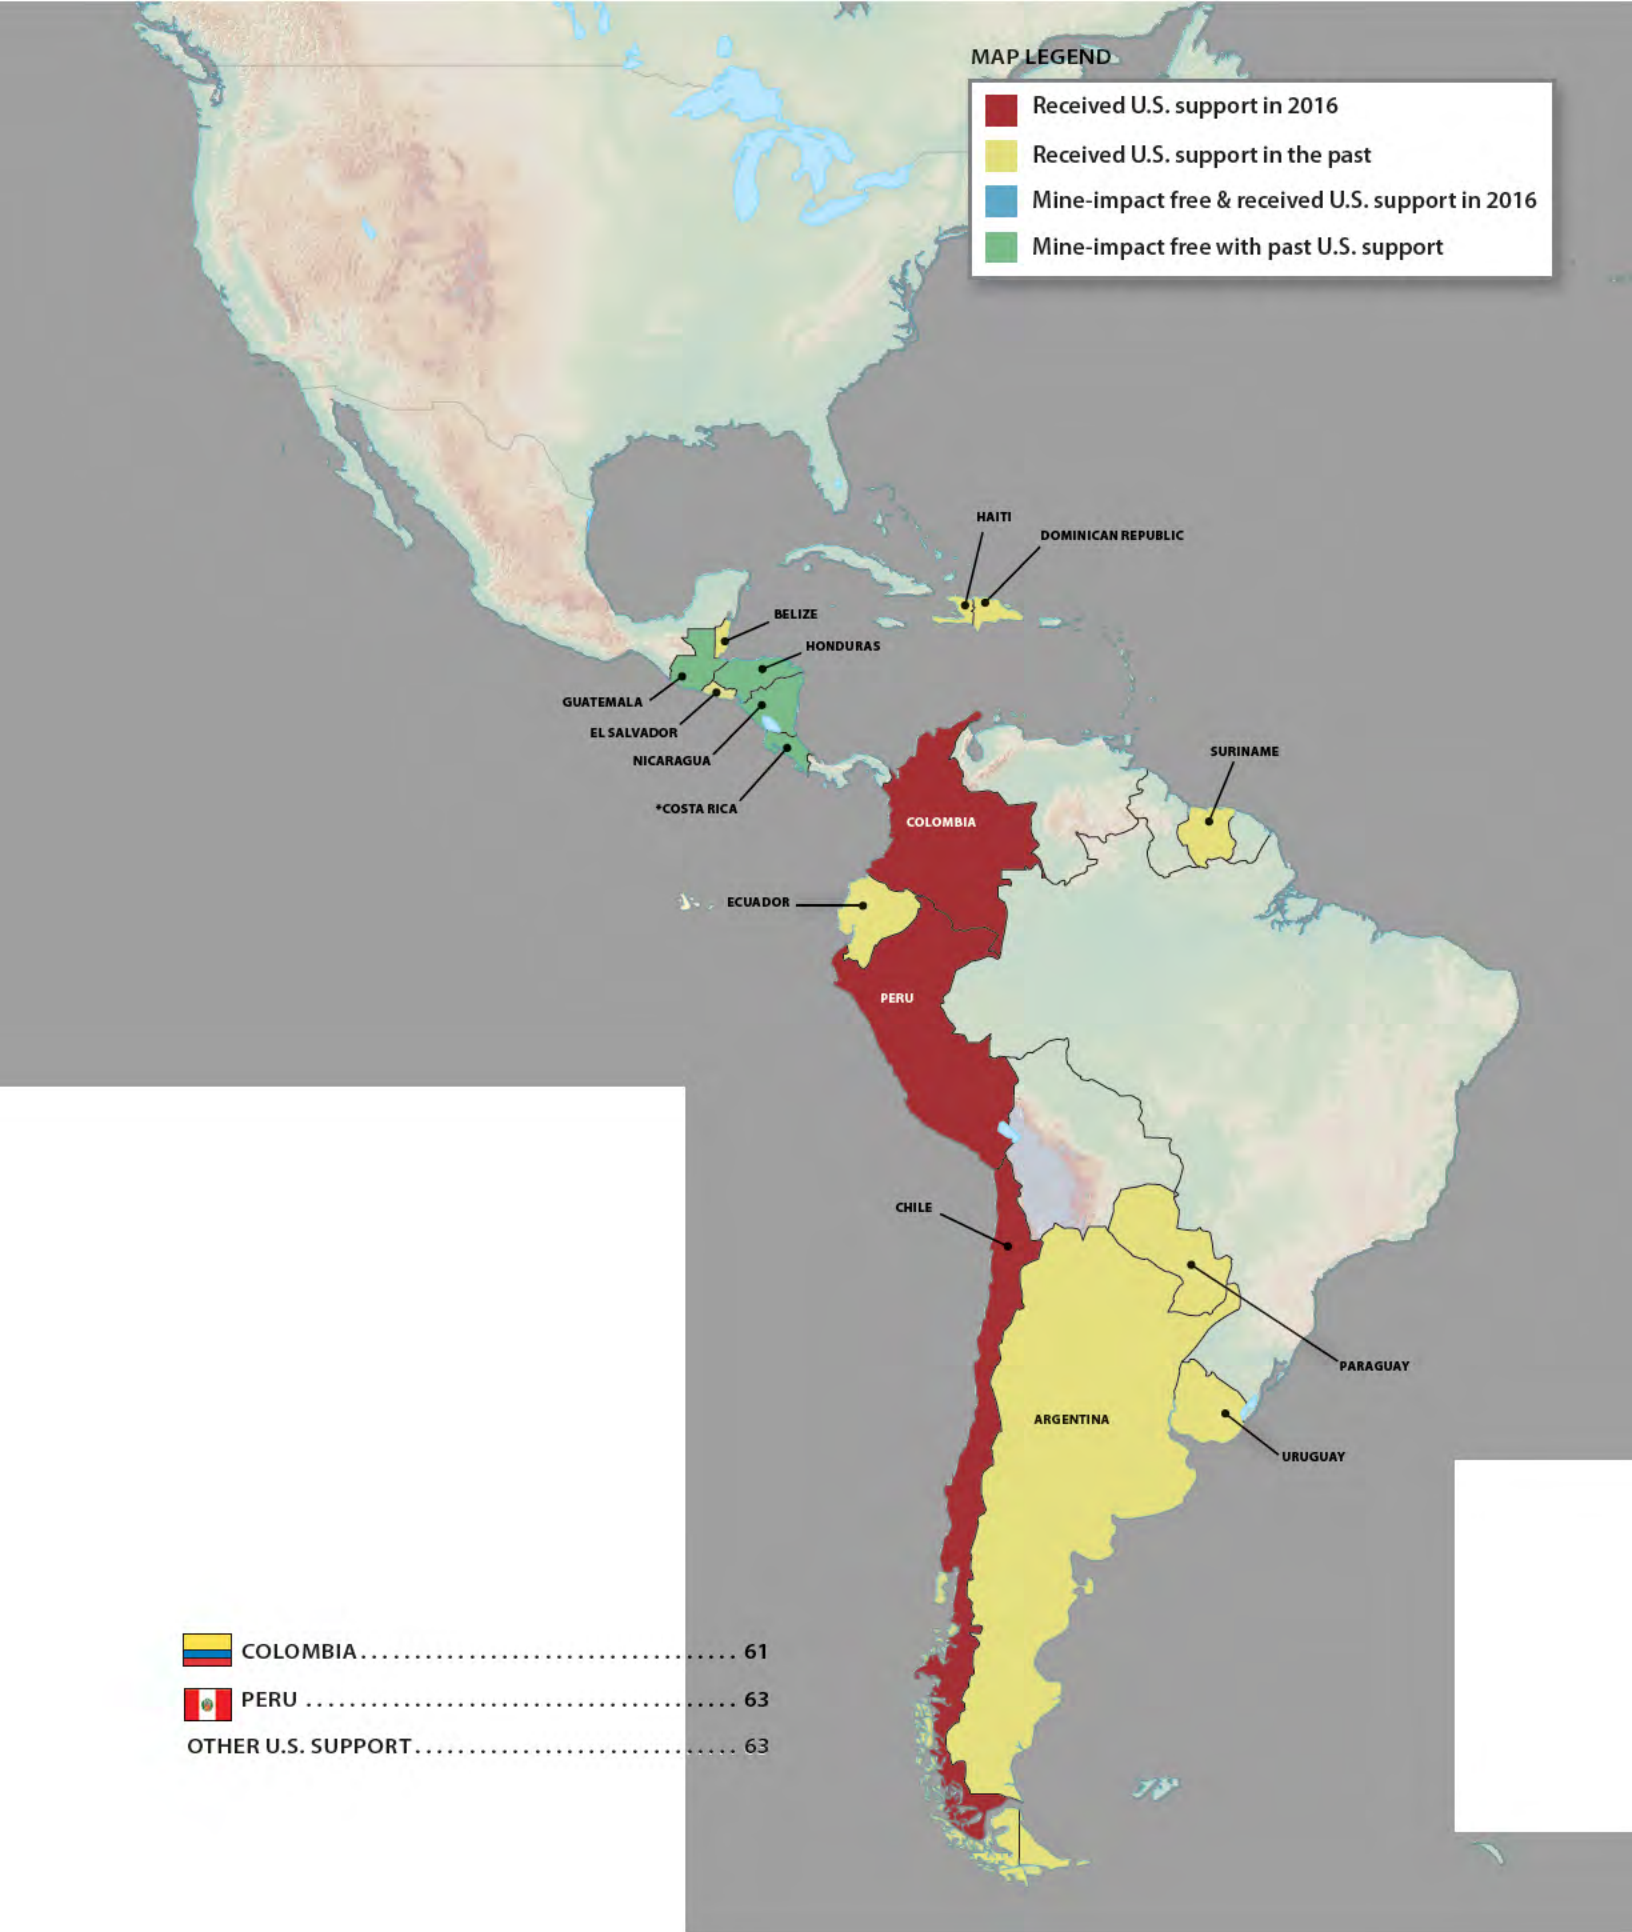 MAP LEGEND
Received U.S. support in 2016
Received U.S. support in the past
Mine-impact free & received U.S. support in 2016
Mine-impact free with past U.S. support
HAITI
DOMINICAN REPUBLIC
BELIZE
HONDURAS
GUATEMALA
EL SALVADOR
NICARAGUA
*COSTA RICA
SURINAME
COLOMBIA
ECUADOR
PERU
CHILE
PARAGUAY
ARGENTINA
URUGUAY
COLOMBIA.................................. 61
PERU ...................................... 63
OTHER U.S. SUPPORT............................. 63